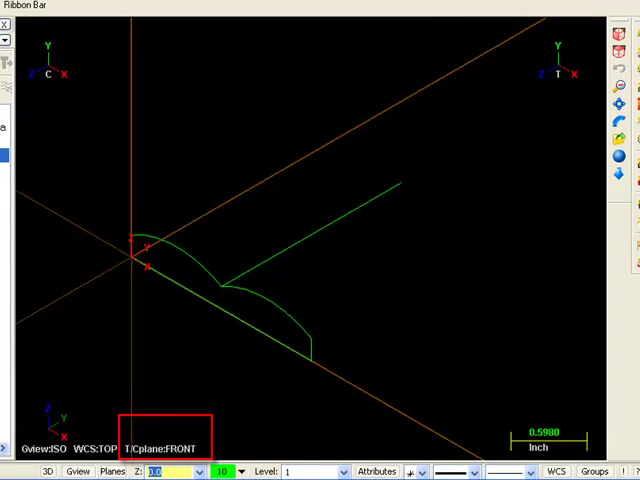 Ribbon Bar
X
a
Y
Z C X
Y
Z T X
Z
Y
X
Z
Y
X
Gview:ISO WCS:TOP T/Cplane:FRONT
0.5980
Inch
3D Gview Planes Z: 0.0 10 Level: 1 Attributes WCS Groups ! ?